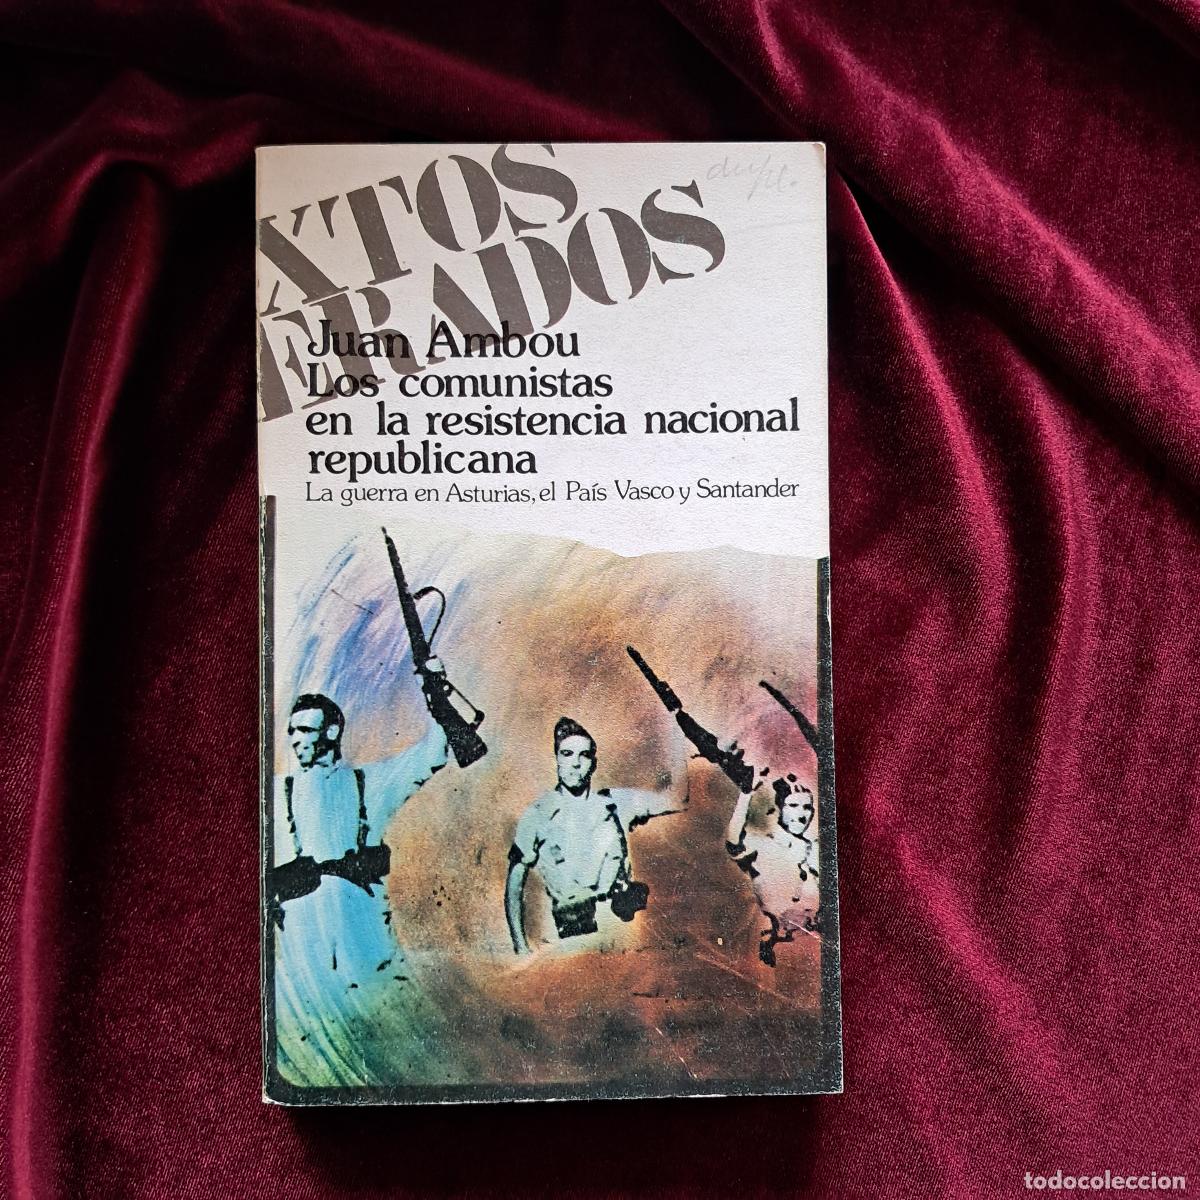 XTOS
ERADOS
Juan Ambou
Los comunistas
en la resistencia nacional
republicana
La guerra en Asturias, el País Vasco y Santander
todocoleccion